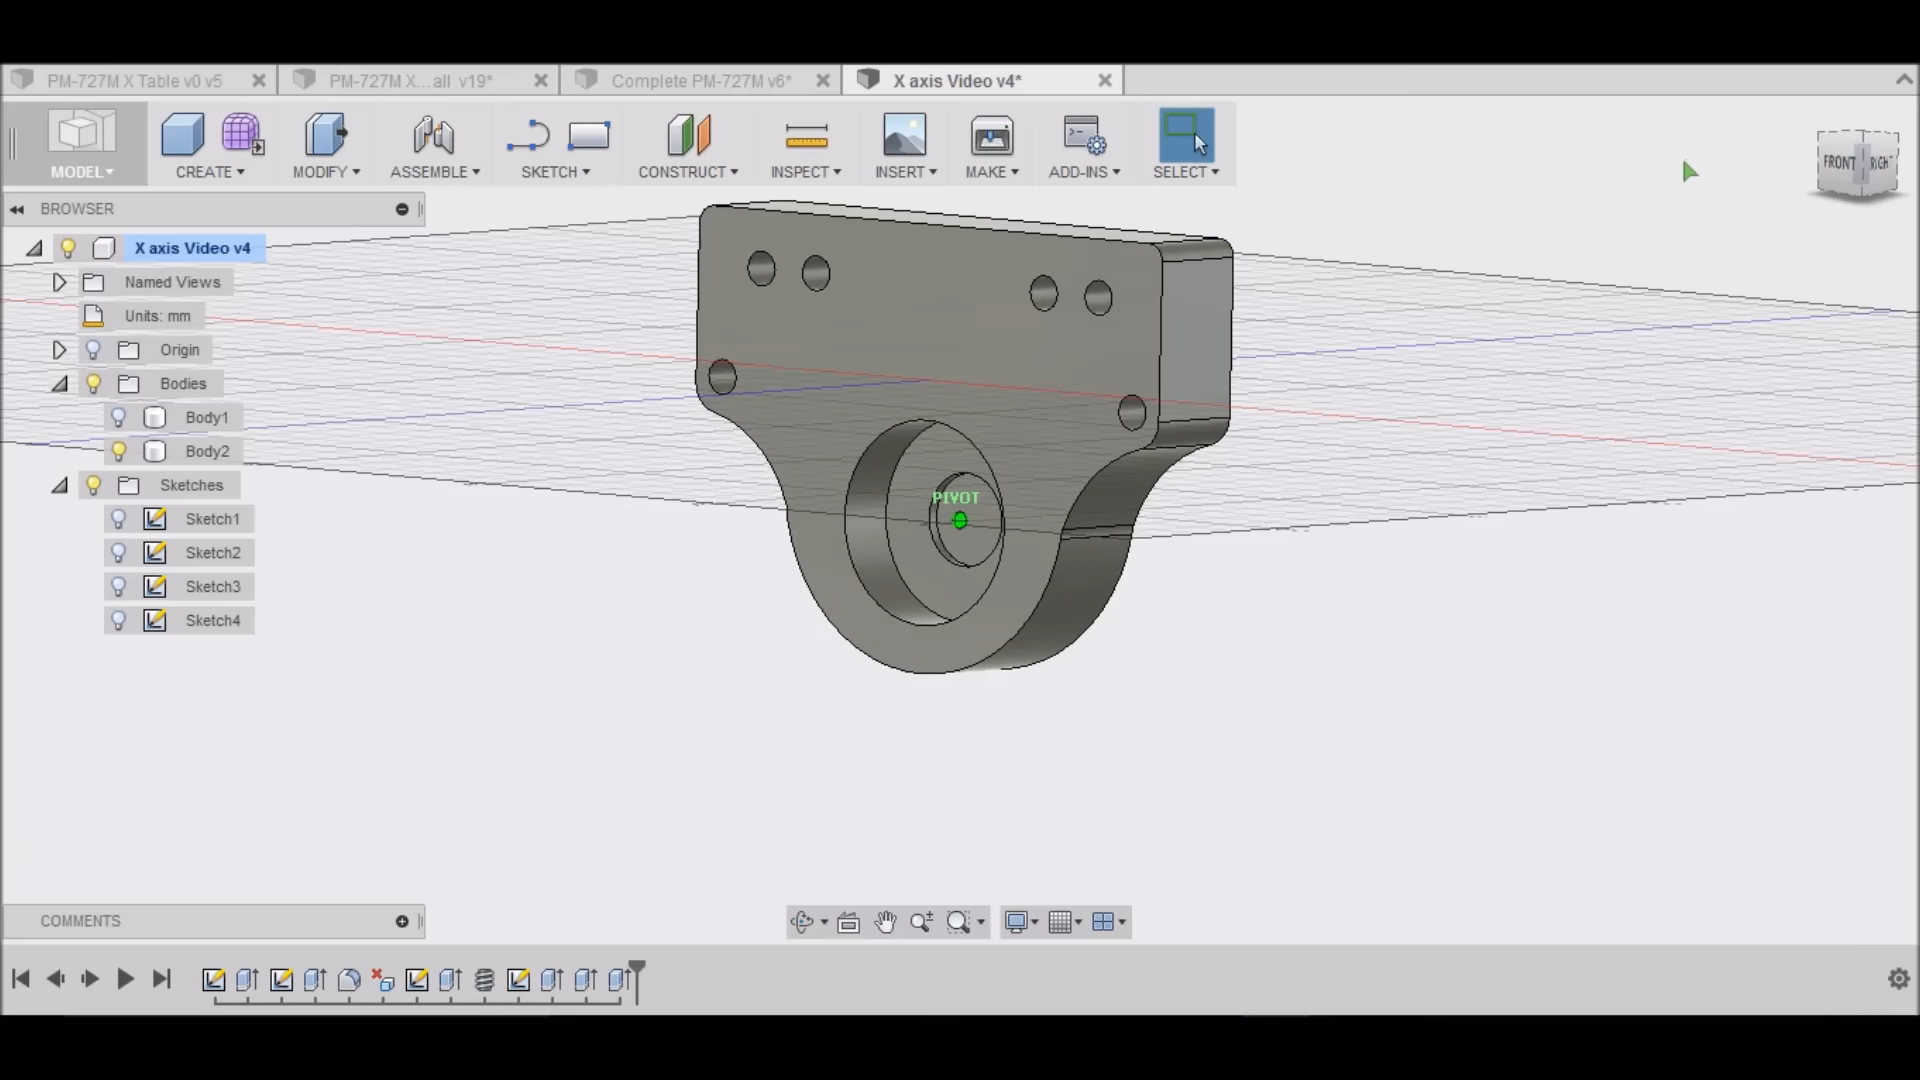 PM-727M X Table v0 v5
PM-727M X...all v19*
Complete PM-727M v6*
X axis Video v4*
MODEL
CREATE
MODIFY
ASSEMBLE
SKETCH
CONSTRUCT
INSPECT
INSERT
MAKE
ADD-INS
SELECT
FRONT
RIGHT
BROWSER
X axis Video v4
Named Views
Units: mm
Origin
Bodies
Body1
Body2
Sketches
Sketch1
Sketch2
Sketch3
Sketch4
PIVOT
COMMENTS